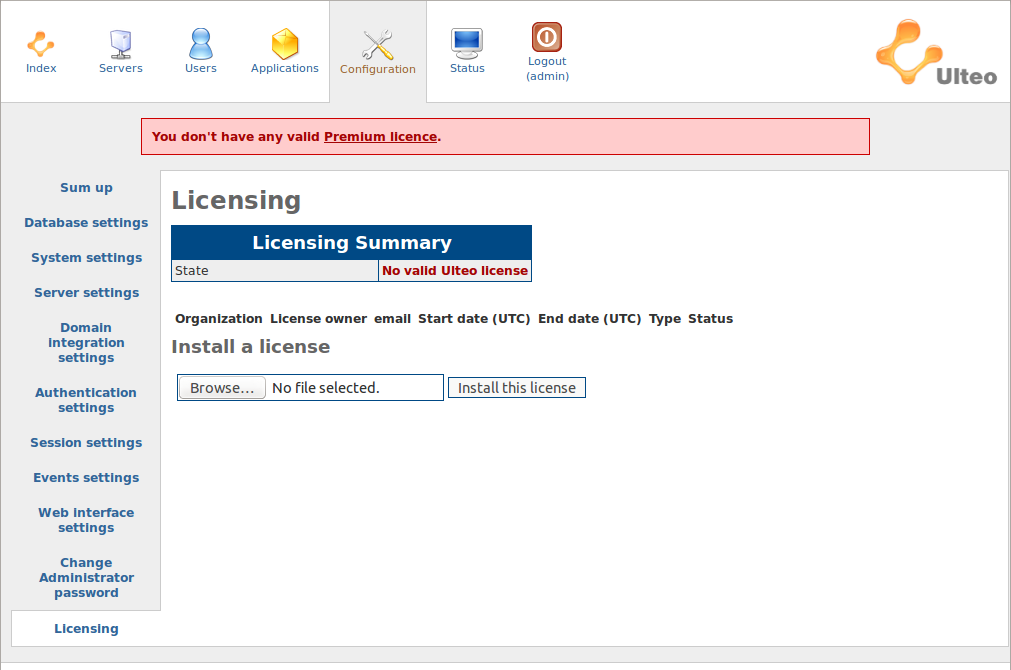 Index
Servers
Users
Applications
Configuration
Status
Logout
(admin)
Ulteo
You don't have any valid Premium licence.
Sum up
Database settings
System settings
Server settings
Domain
integration
settings
Authentication
settings
Session settings
Events settings
Web interface
settings
Change
Administrator
password
Licensing
Licensing
Licensing Summary
State No valid Ulteo license
Organization License owner email Start date (UTC) End date (UTC) Type Status
Install a license
Browse... No file selected. Install this license